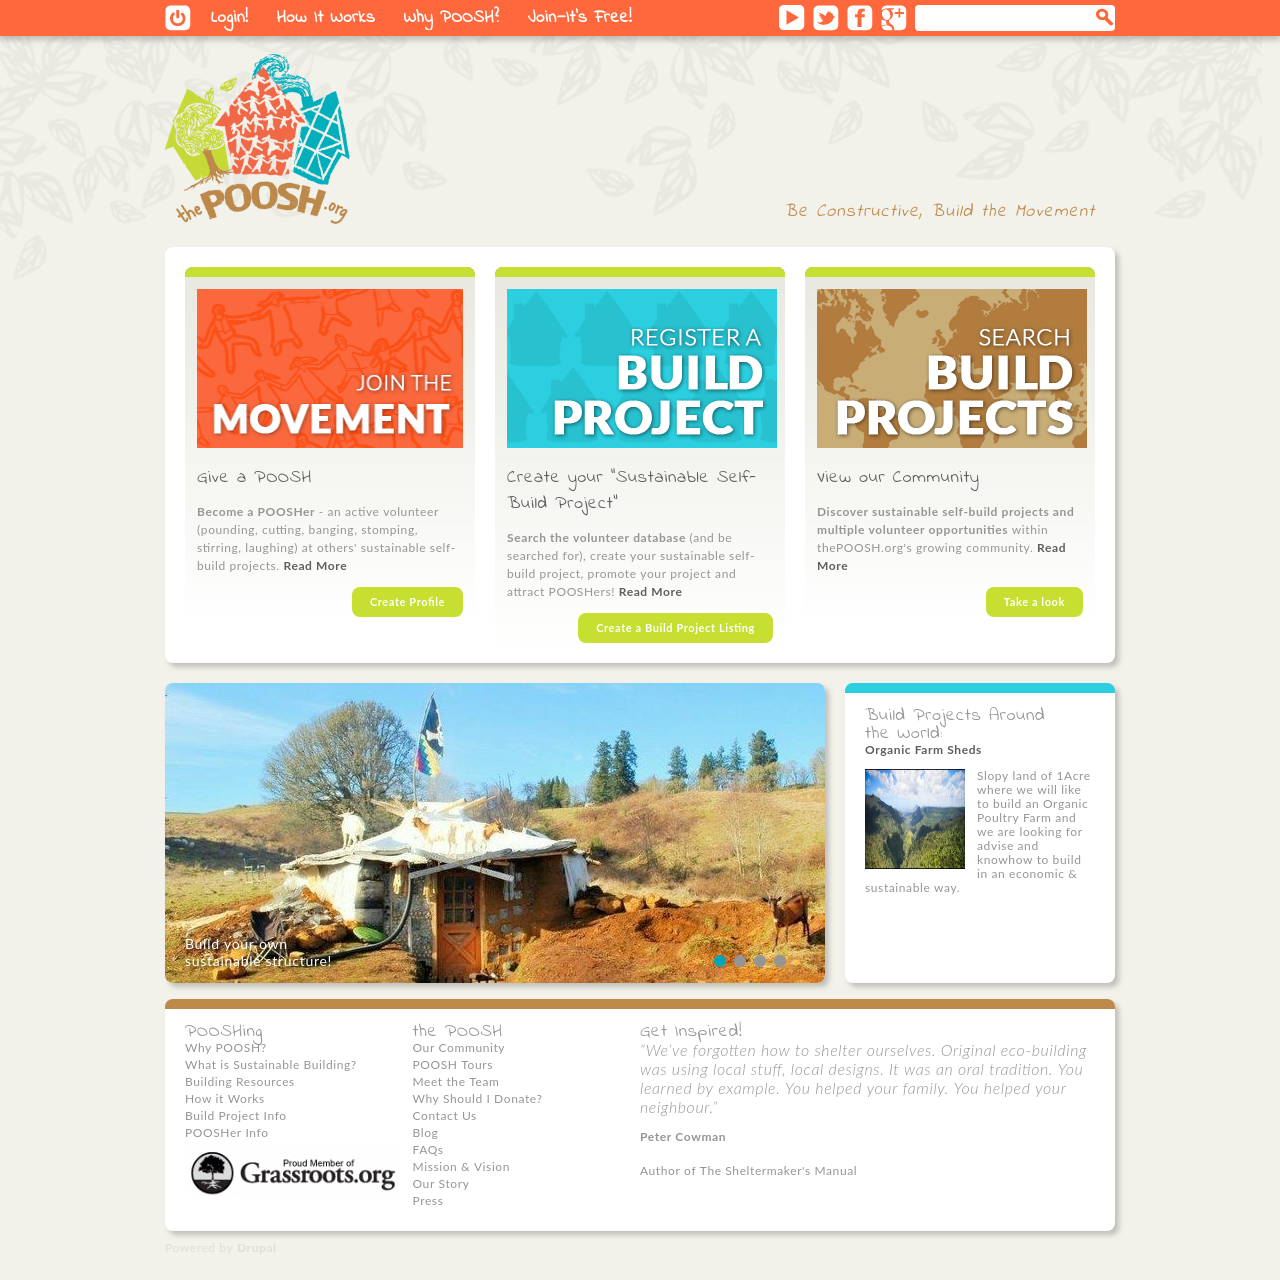 Login!
How It Works
Why POOSH?
Join-It's Free!
the POOSH.org
Be Constructive, Build the Movement
JOIN THE
MOVEMENT
Give a POOSH
Become a POOSHer - an active volunteer
(pounding, cutting, banging, stomping,
stirring, laughing) at others' sustainable self-
build projects. Read More
Create Profile
REGISTER A
BUILD
PROJECT
Create your "Sustainable Self-
Build Project"
Search the volunteer database (and be
searched for), create your sustainable self-
build project, promote your project and
attract POOSHers! Read More
Create a Build Project Listing
SEARCH
BUILD
PROJECTS
View our Community
Discover sustainable self-build projects and
multiple volunteer opportunities within
thePOOSH.org's growing community. Read
More
Take a look
Build your own
sustainable structure!
Build Projects Around
the World:
Organic Farm Sheds
Slopy land of 1Acre
where we will like
to build an Organic
Poultry Farm and
we are looking for
advise and
knowhow to build
in an economic &
sustainable way.
POOSHing
Why POOSH?
What is Sustainable Building?
Building Resources
How it Works
Build Project Info
POOSHer Info
Proud Member of
Grassroots.org
the POOSH
Our Community
POOSH Tours
Meet the Team
Why Should I Donate?
Contact Us
Blog
FAQs
Mission & Vision
Our Story
Press
Get Inspired!
"We've forgotten how to shelter ourselves. Original eco-building
was using local stuff, local designs. It was an oral tradition. You
learned by example. You helped your family. You helped your
neighbour."
Peter Cowman
Author of The Sheltermaker's Manual
Powered by Drupal